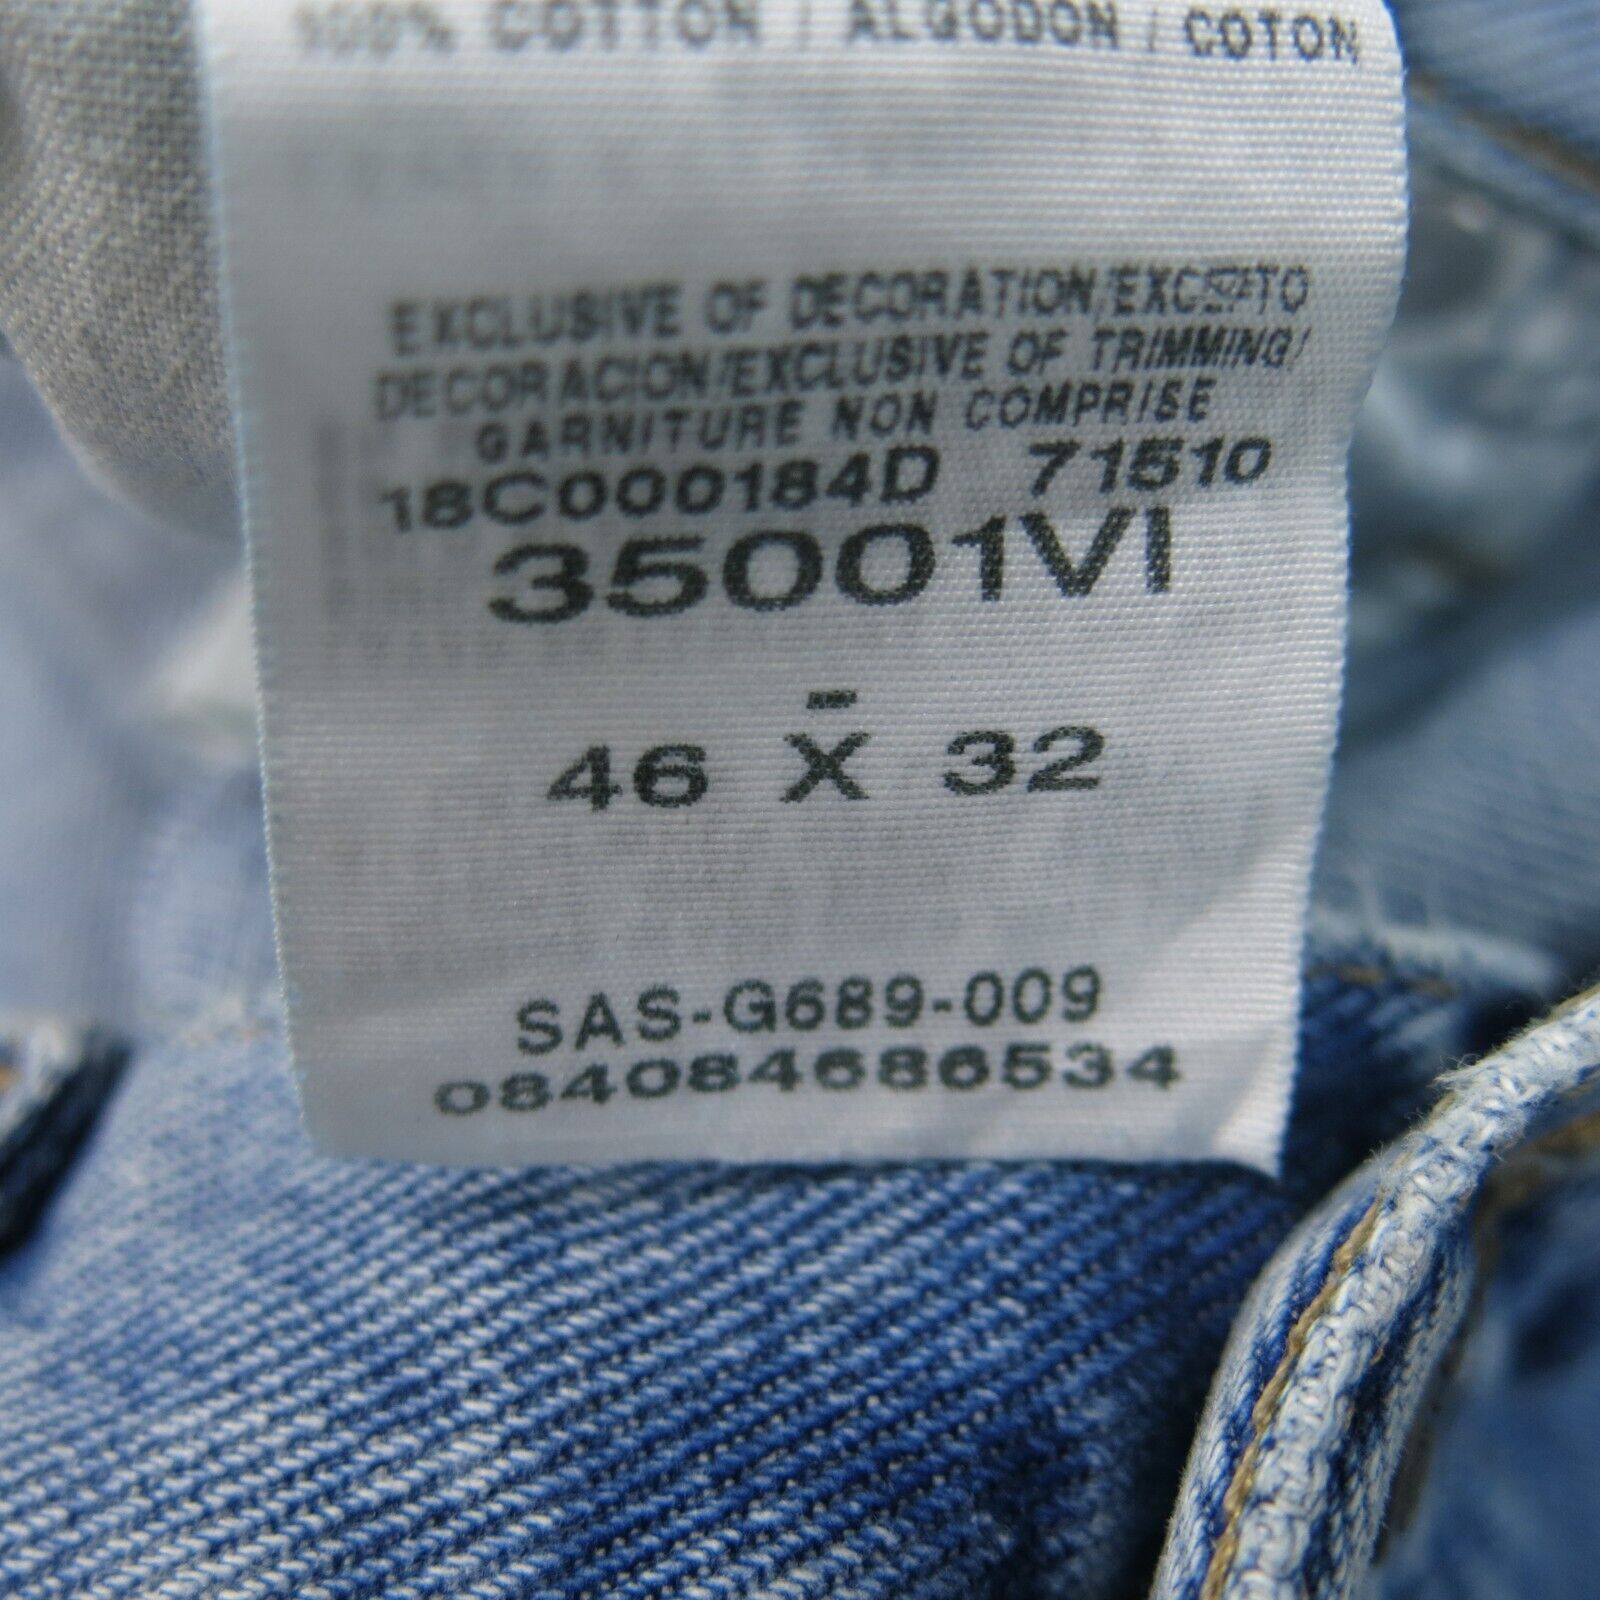 100% COTTON / ALGODON / COTON
EXCLUSIVE OF DECORATION/EXCEPTO
DECORACION/EXCLUSIVE OF TRIMMING/
GARNITURE NON COMPRISE
18C000184D 71510
35001VI
-
46 X 32
SAS-G689-009
084084686534